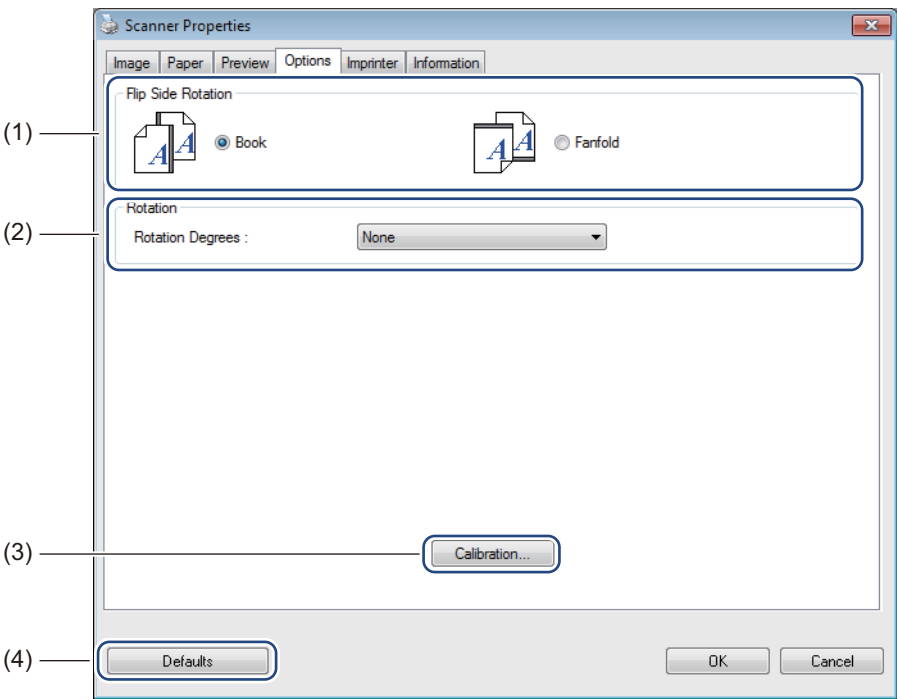 Scanner Properties
Image Paper Preview Options Imprinter Information
Flip Side Rotation
(1)
A A Book A A Fanfold
Rotation
(2)
Rotation Degrees : None
(3)
Calibration...
(4)
Defaults OK Cancel